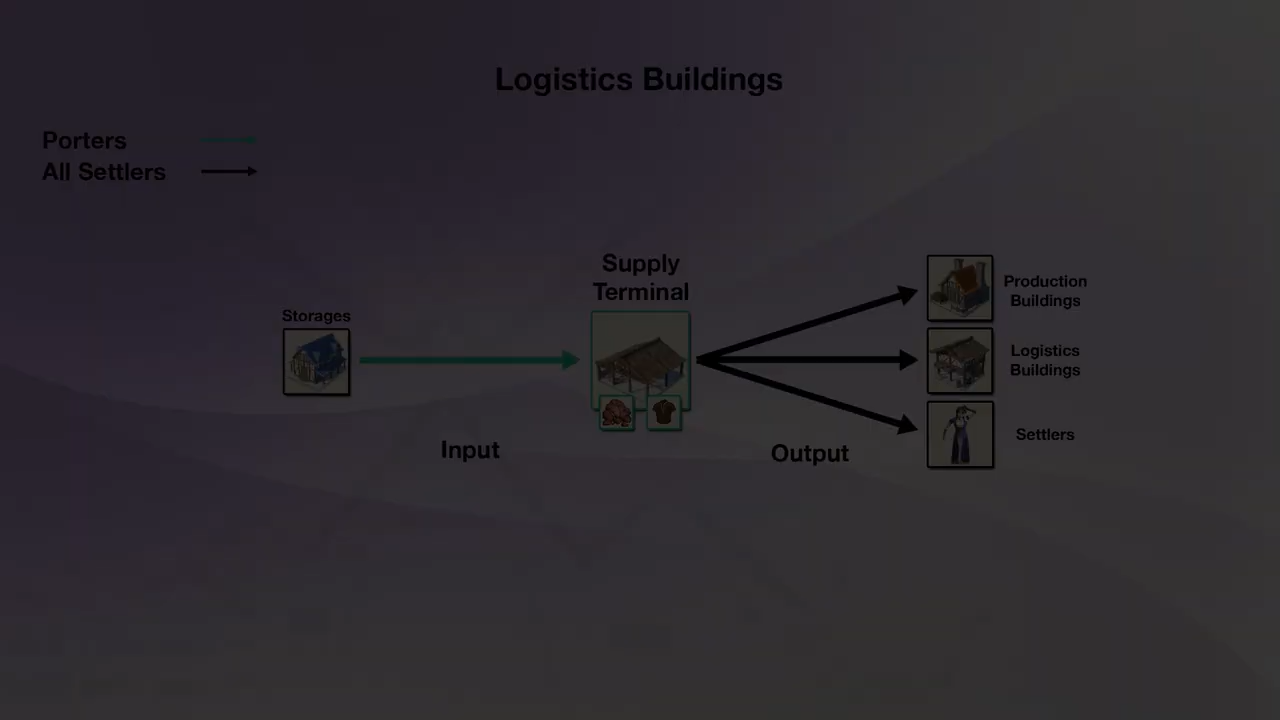 Logistics Buildings
Porters
All Settlers
Supply
Terminal
Storages
Production
Buildings
Logistics
Buildings
Settlers
Input
Output